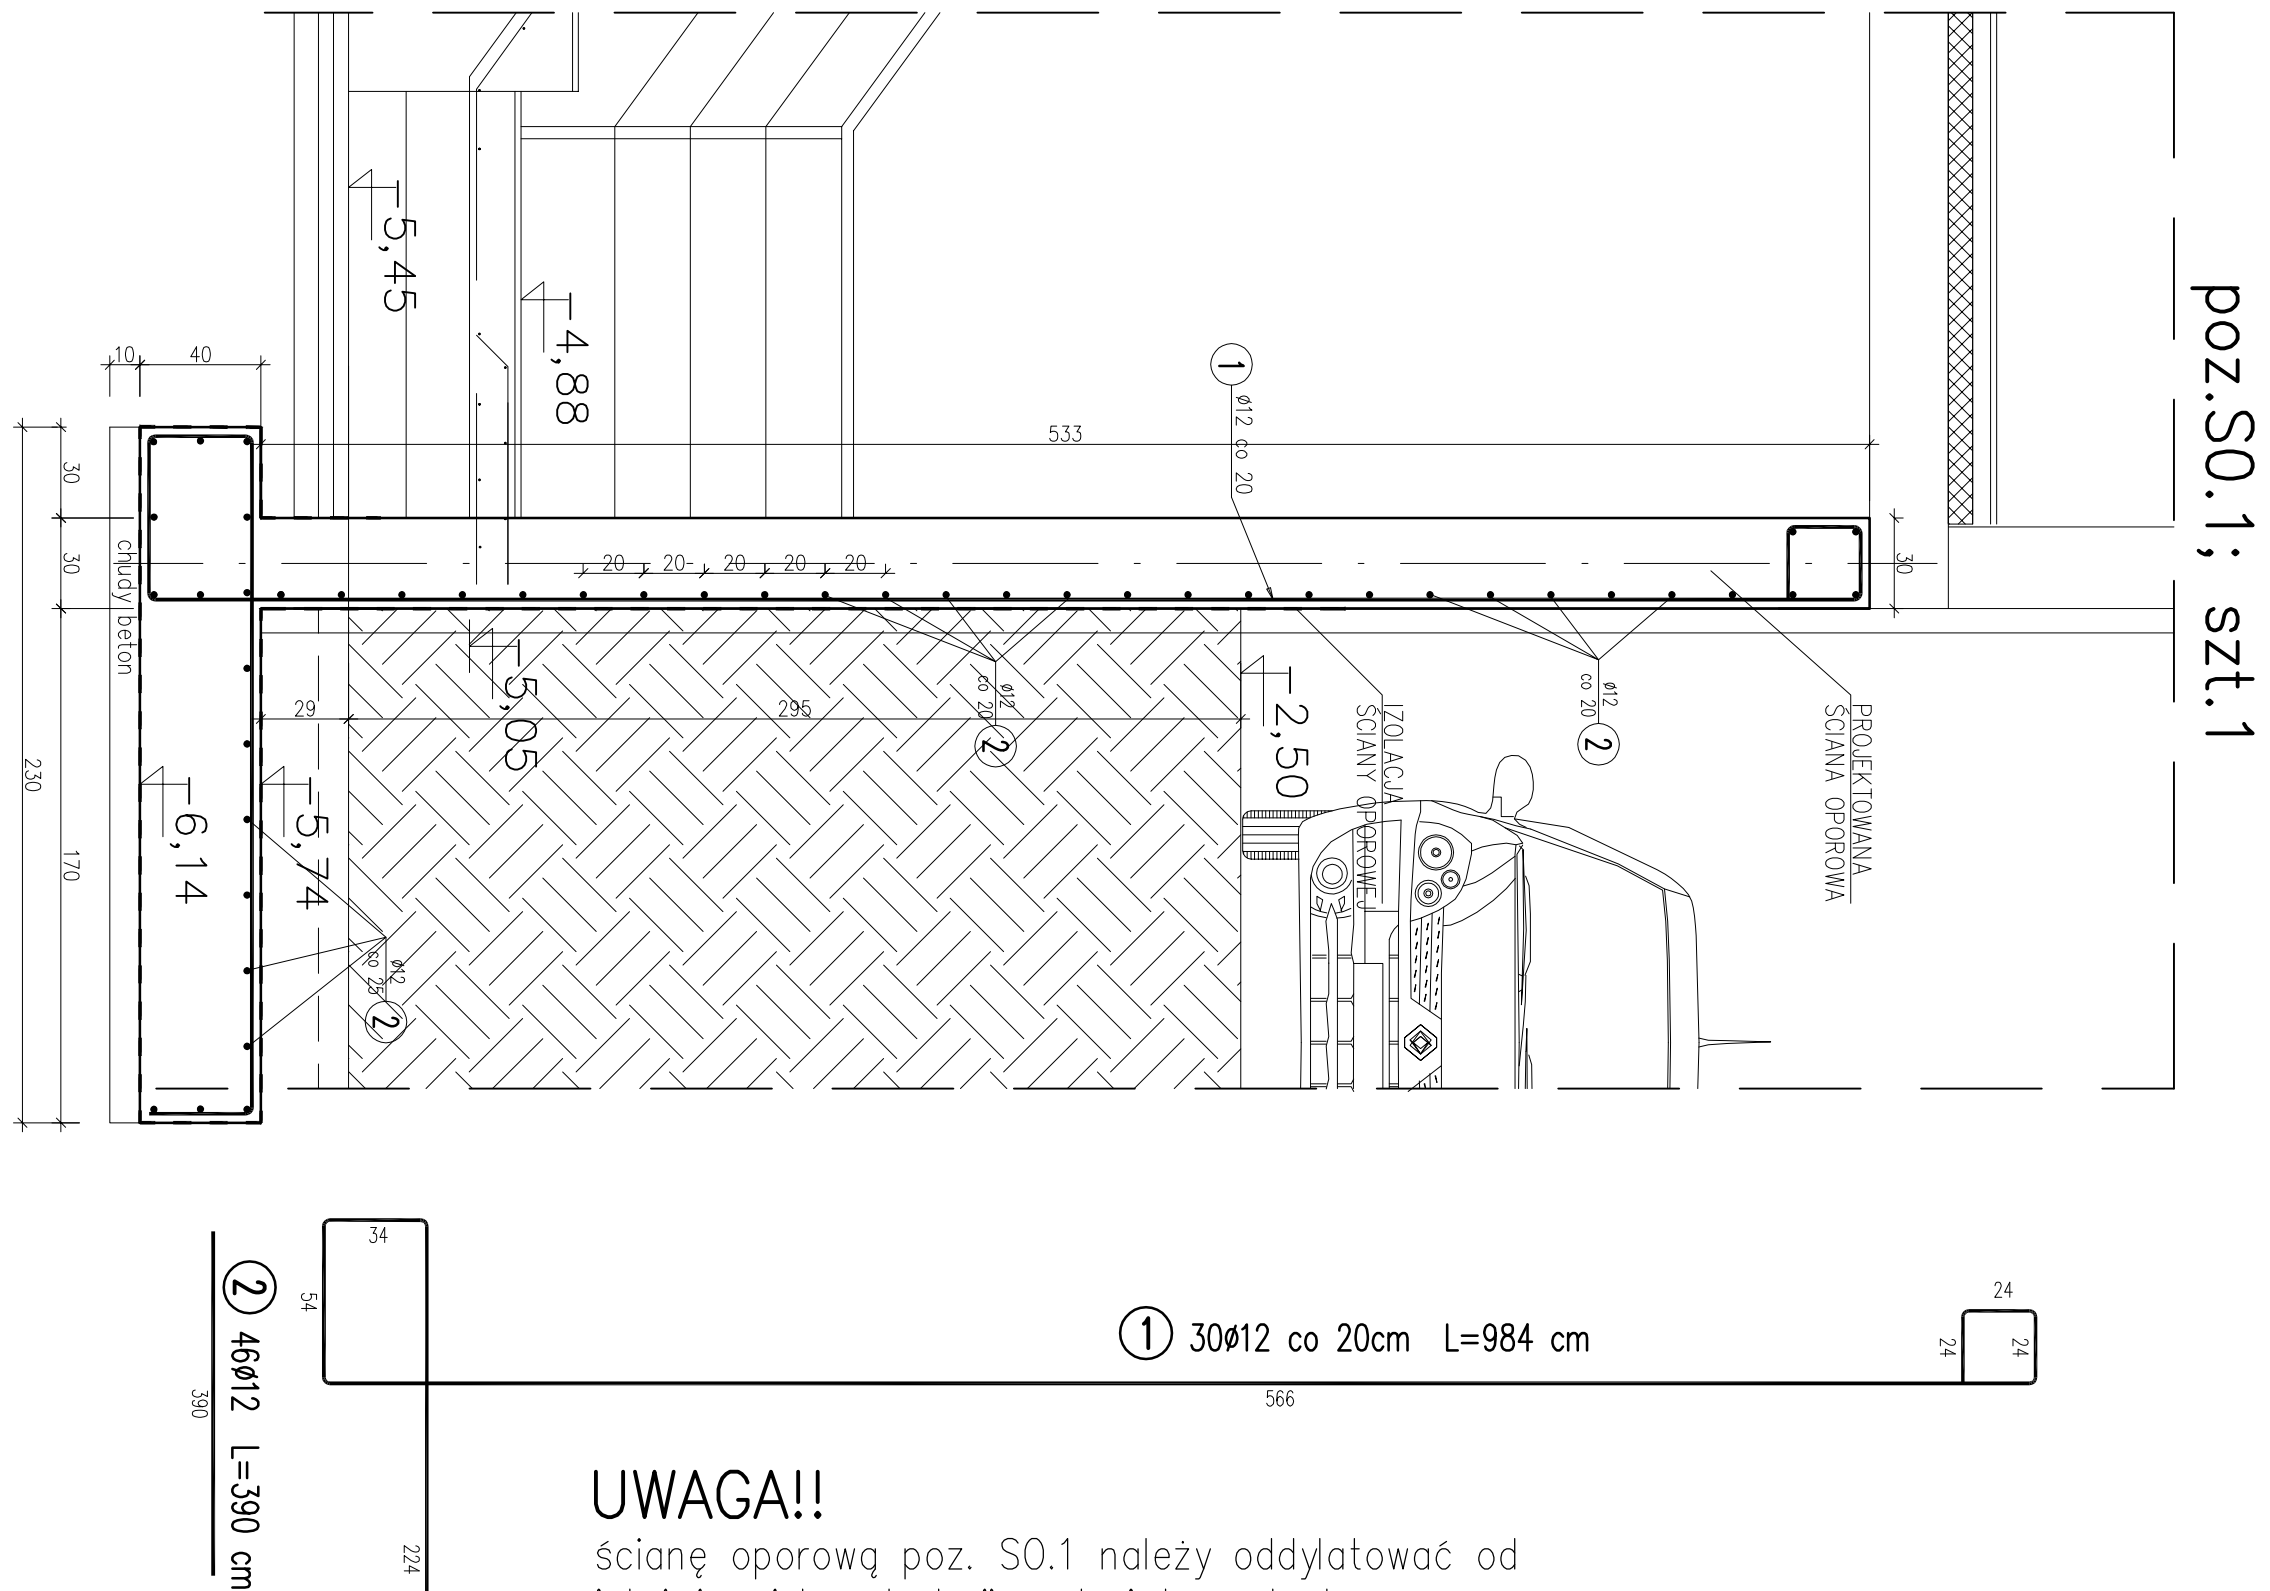 poz.SO.1; szt.1
-5,45
-4,88
10
40
1
ø12 co 20
533
30
30
170
230
30
20
20
20
20
20
chudy beton
-5,05
29
295
ø12
co 20
2
-2,50
IZOLACJA
ŚCIANY OPOROWEJ
ø12
co 20
2
PROJEKTOWANA
ŚCIANA OPOROWA
-6,14
-5,74
ø12
co 25
2
34
54
224
24
24
24
1 30ø12 co 20cm L=984 cm
566
2 46ø12 L=390 cm
390
UWAGA!!
ścianę oporową poz. SO.1 należy oddylatować od